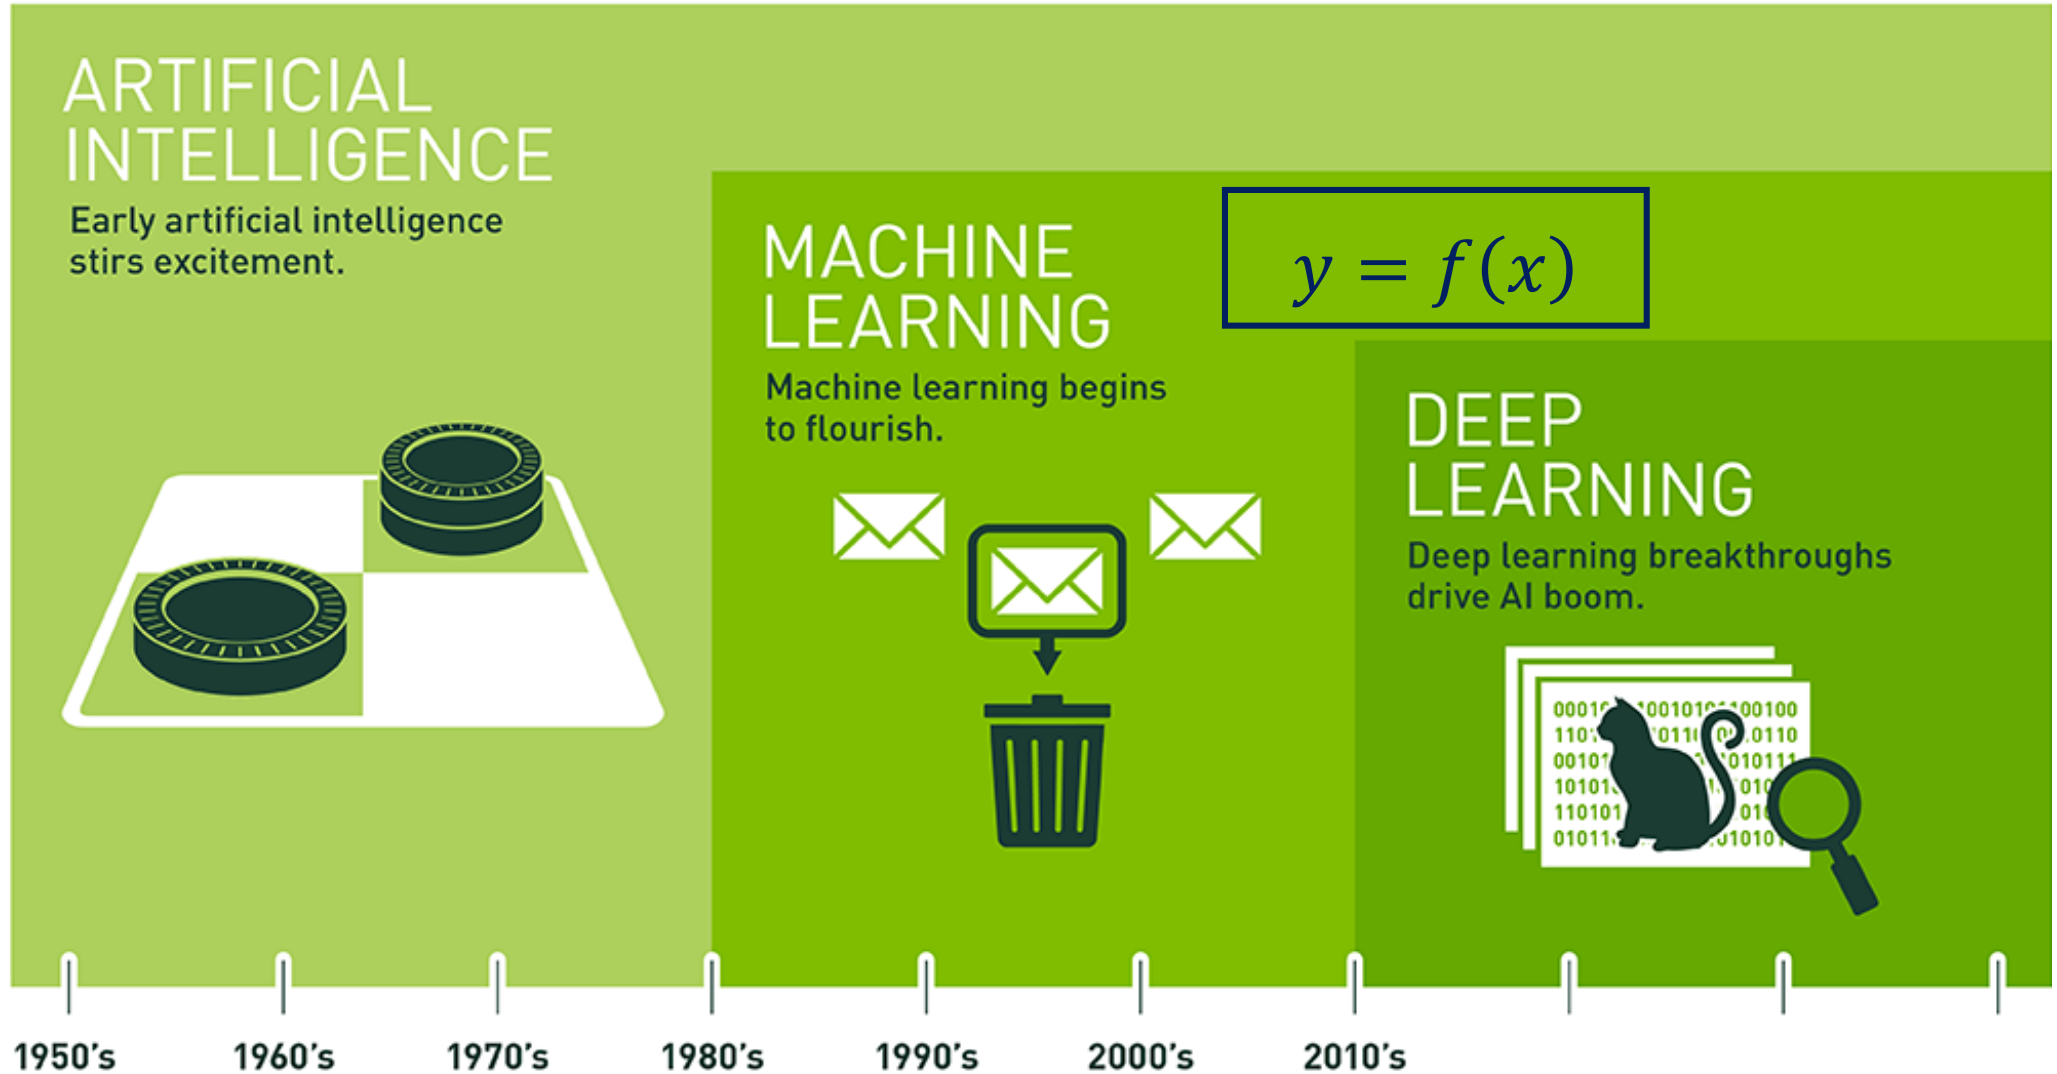 ARTIFICIAL
INTELLIGENCE
Early artificial intelligence
stirs excitement.
MACHINE
LEARNING
Machine learning begins
to flourish.
y = f(x)
DEEP
LEARNING
Deep learning breakthroughs
drive AI boom.
1950's 1960's 1970's 1980's 1990's 2000's 2010's